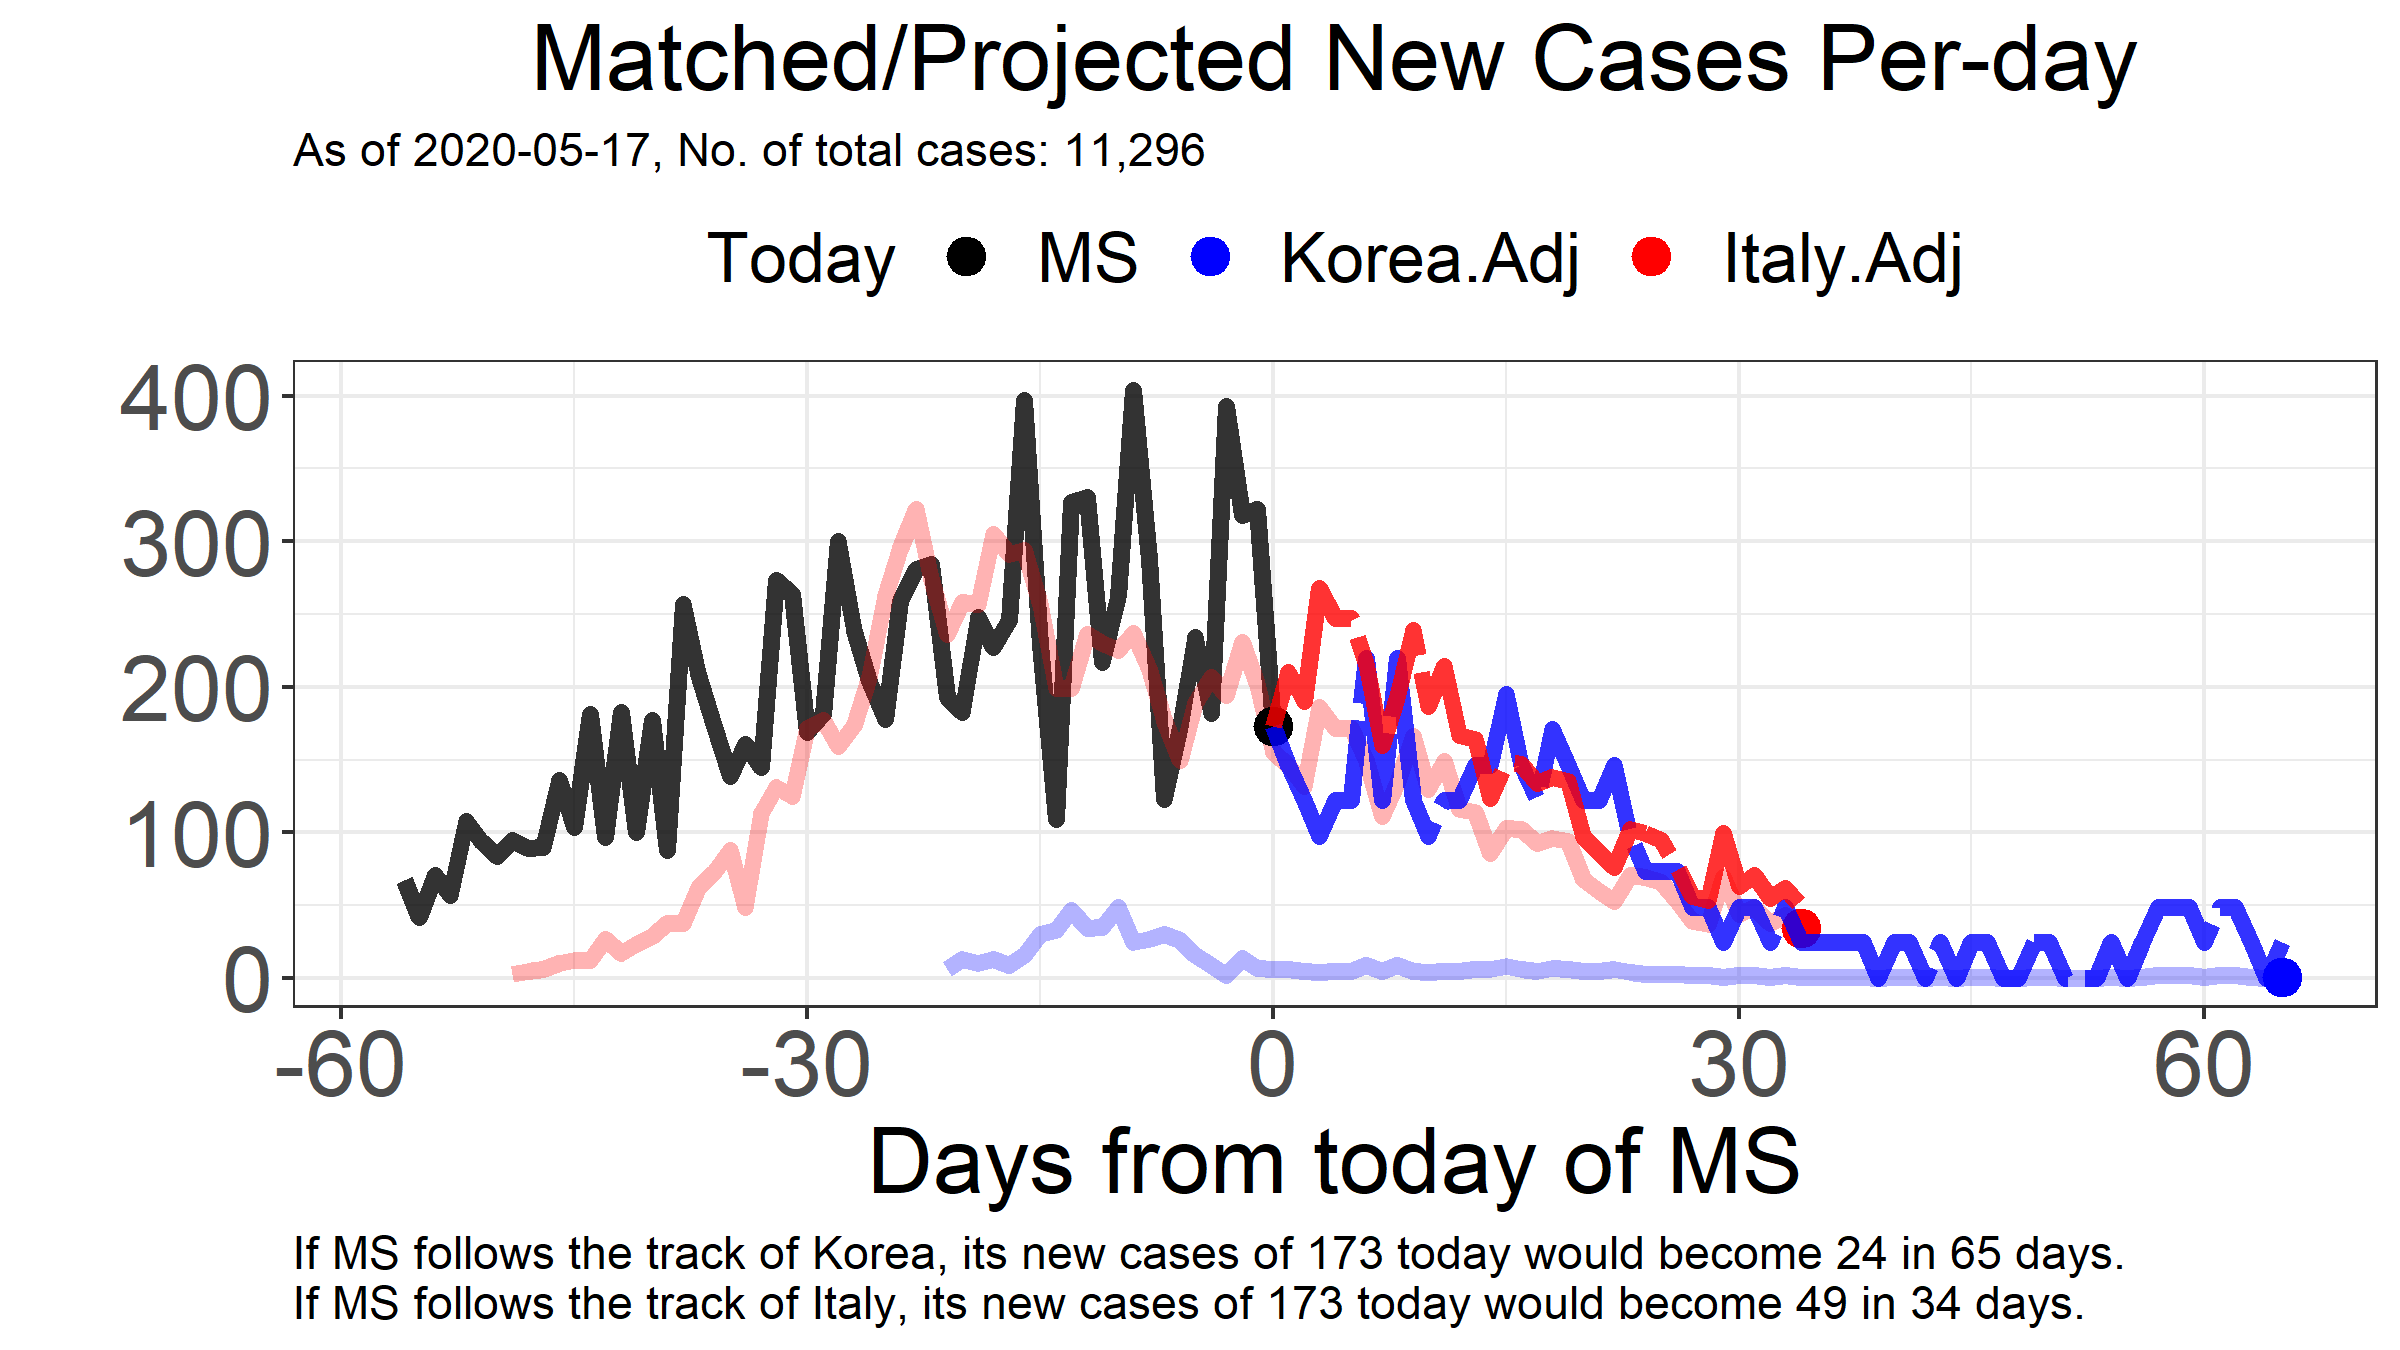 Matched/Projected New Cases Per-day
As of 2020-05-17, No. of total cases: 11,296
Today MS Korea.Adj Italy.Adj
400
300
200
100
0
-60 -30 0 30 60
Days from today of MS
If MS follows the track of Korea, its new cases of 173 today would become 24 in 65 days.
If MS follows the track of Italy, its new cases of 173 today would become 49 in 34 days.